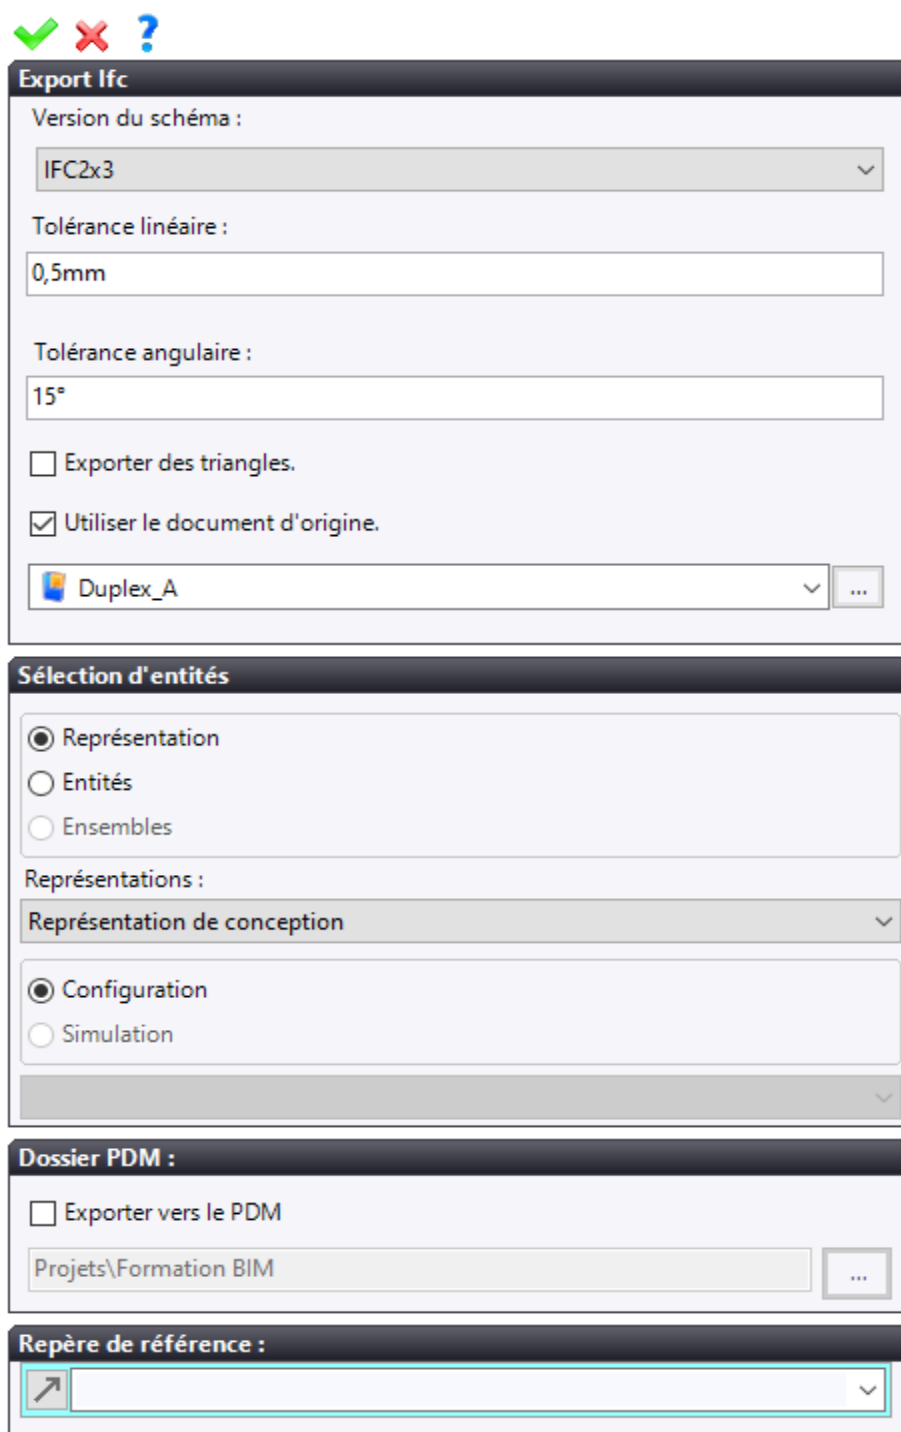 ?
Export Ifc
Version du schéma :
IFC2x3
Tolérance linéaire :
0,5mm
Tolérance angulaire :
15°
Exporter des triangles.
Utiliser le document d'origine.
Duplex_A
...
Sélection d'entités
Représentation
Entités
Ensembles
Représentations :
Représentation de conception
Configuration
Simulation
Dossier PDM :
Exporter vers le PDM
Projets\Formation BIM
...
Repère de référence :